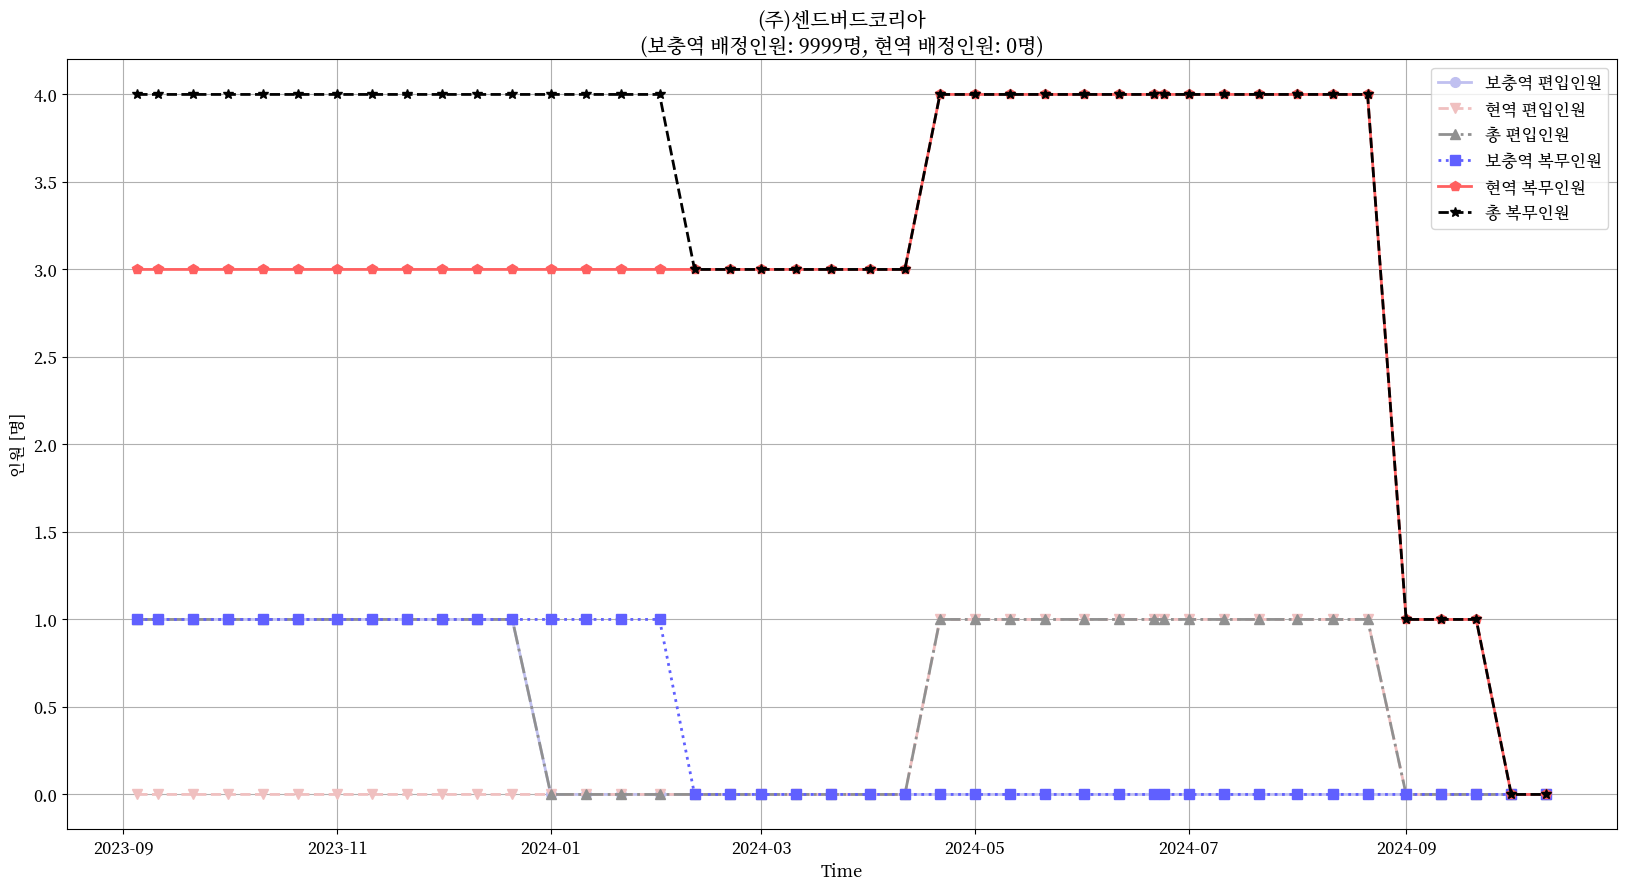 (주)센드버드코리아
(보충역 배정인원: 9999명, 현역 배정인원: 0명)
보충역 편입인원
현역 편입인원
총 편입인원
보충역 복무인원
현역 복무인원
총 복무인원
인원 [명]
4.0
3.5
3.0
2.5
2.0
1.5
1.0
0.5
0.0
2023-09
2023-11
2024-01
2024-03
2024-05
2024-07
2024-09
Time